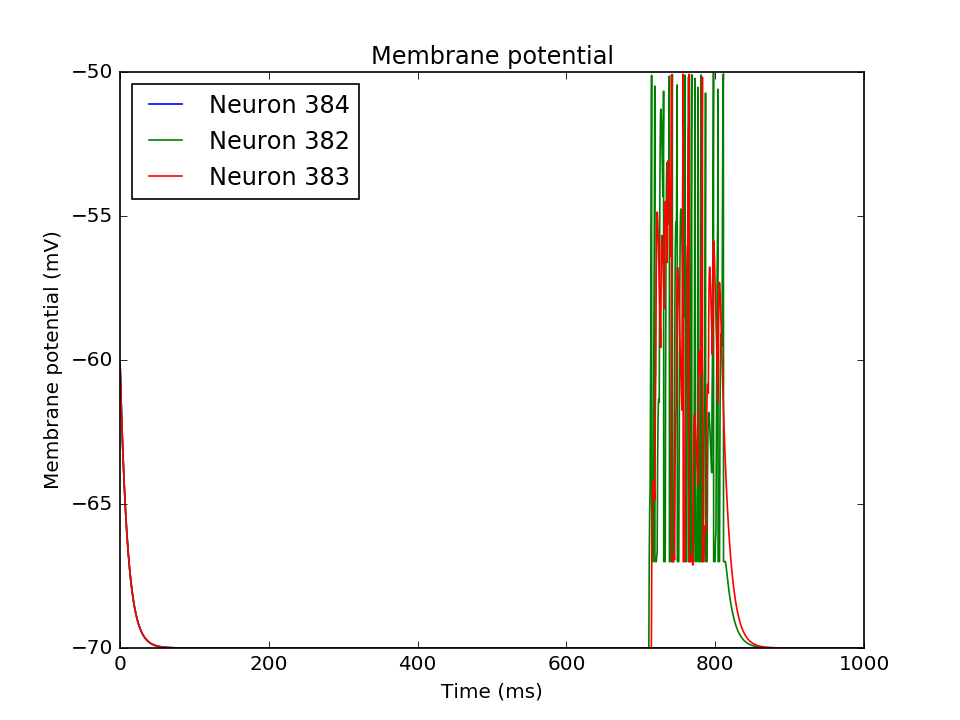 Membrane potential
Neuron 384
Neuron 382
Neuron 383
−50
−55
−60
−65
−70
Membrane potential (mV)
0 200 400 600 800 1000
Time (ms)